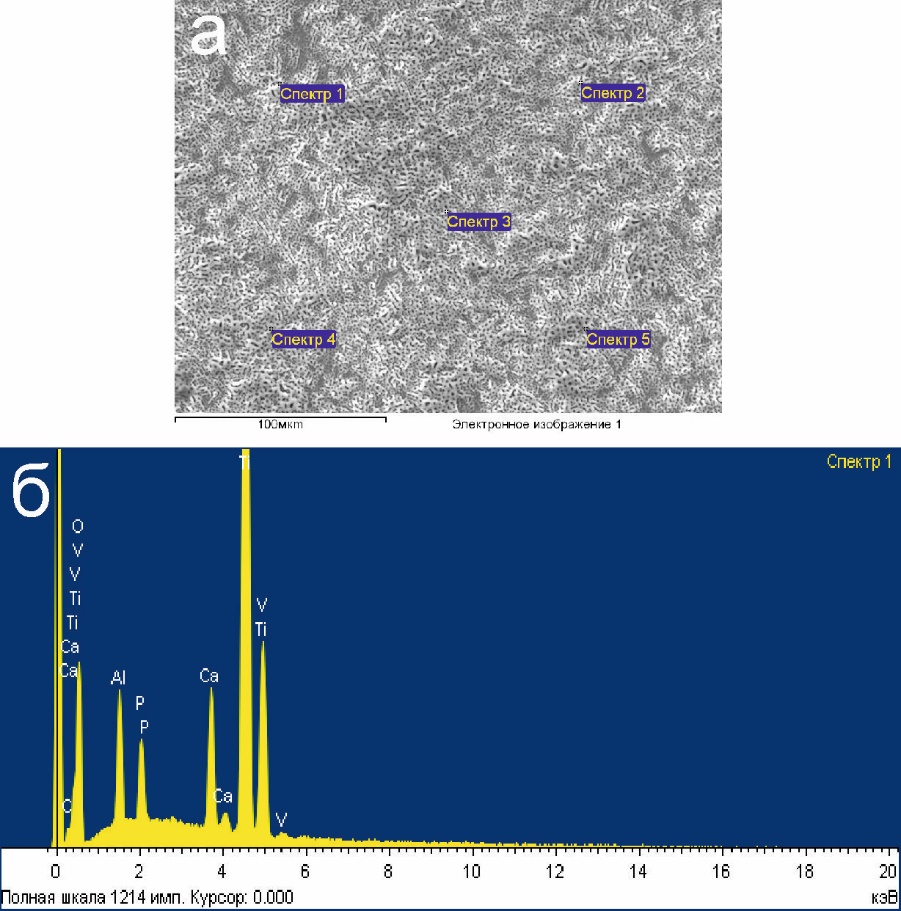 а
Спектр 1
Спектр 2
Спектр 3
Спектр 4
Спектр 5
100мкm
Электронное изображение 1
б
Спектр 1
Ti
O
V
V
Ti
Ti
Ca
Ca
C
Al
P
P
Ca
Ca
V
Ti
V
0 2 4 6 8 10 12 14 16 18 20
Полная шкала 1214 имп. Курсор: 0.000 кэВ